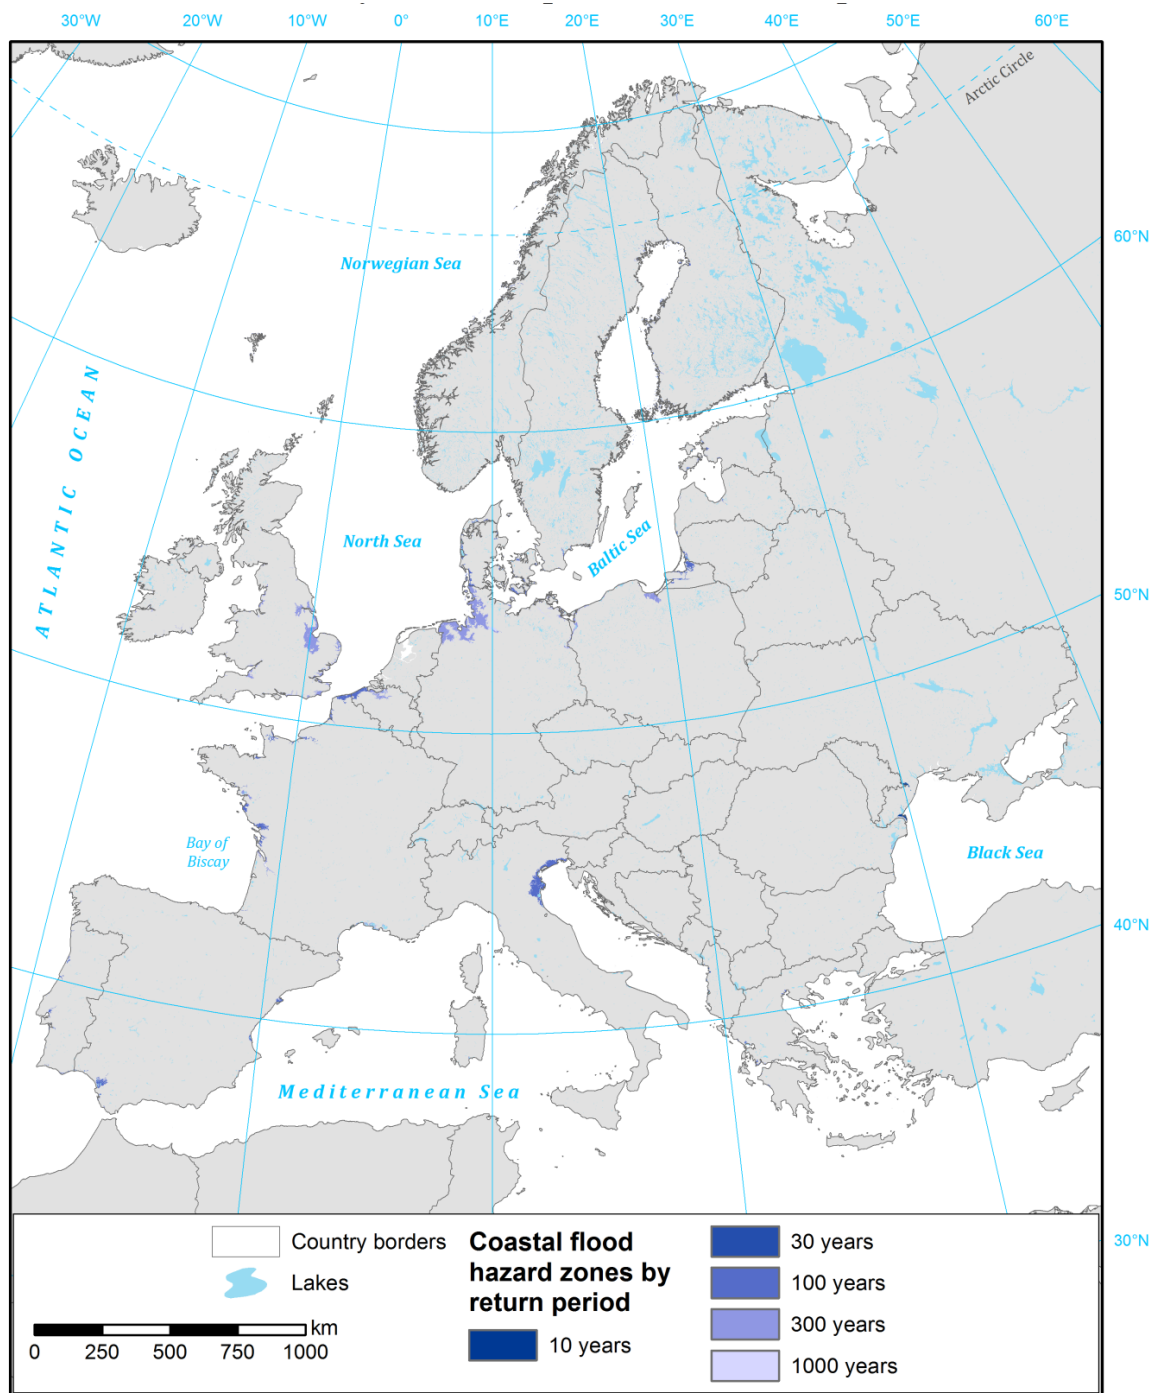 30°W 20°W 10°W 0° 10°E 20°E 30°E 40°E 50°E 60°E
Arctic Circle
60°N
Norwegian Sea
ATLANTIC OCEAN
North Sea
Baltic Sea
50°N
Bay of
Biscay
Black Sea
40°N
Mediterranean Sea
30°N
Country borders
Lakes
km
0 250 500 750 1000
Coastal flood
hazard zones by
return period
10 years
30 years
100 years
300 years
1000 years